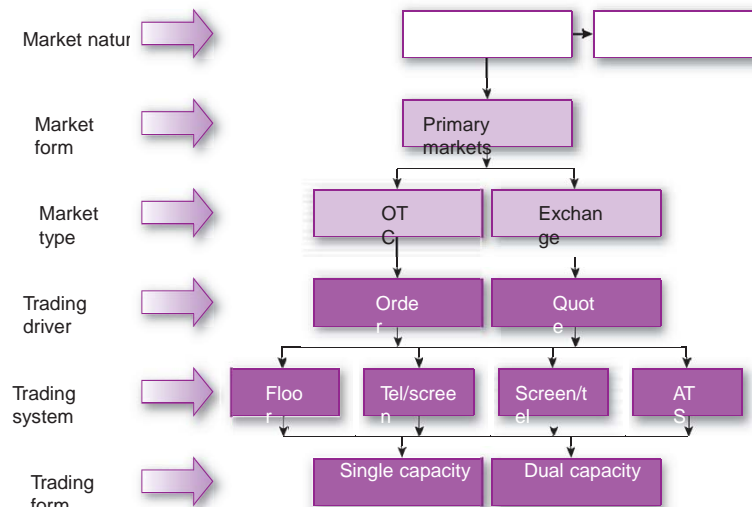 Market natur
Market
form
Primary
markets
Market
type
OT
C
Exchan
ge
Trading
driver
Orde
r
Quot
e
Trading
system
Floo
r
Tel/scree
n
Screen/t
el
AT
S
Trading
form
Single capacity
Dual capacity